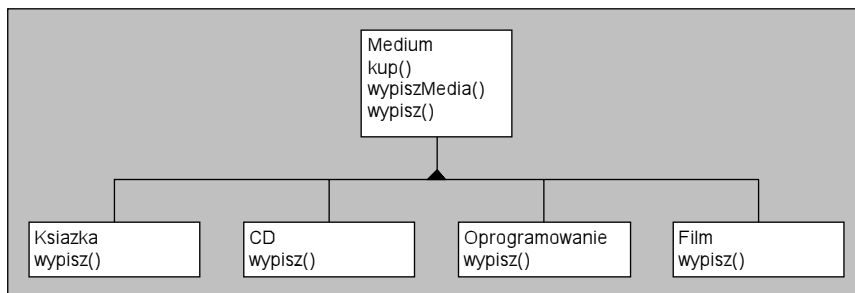 Medium
kup()
wypiszMedia()
wypisz()
Ksiazka
wypisz()
CD
wypisz()
Oprogramowanie
wypisz()
Film
wypisz()